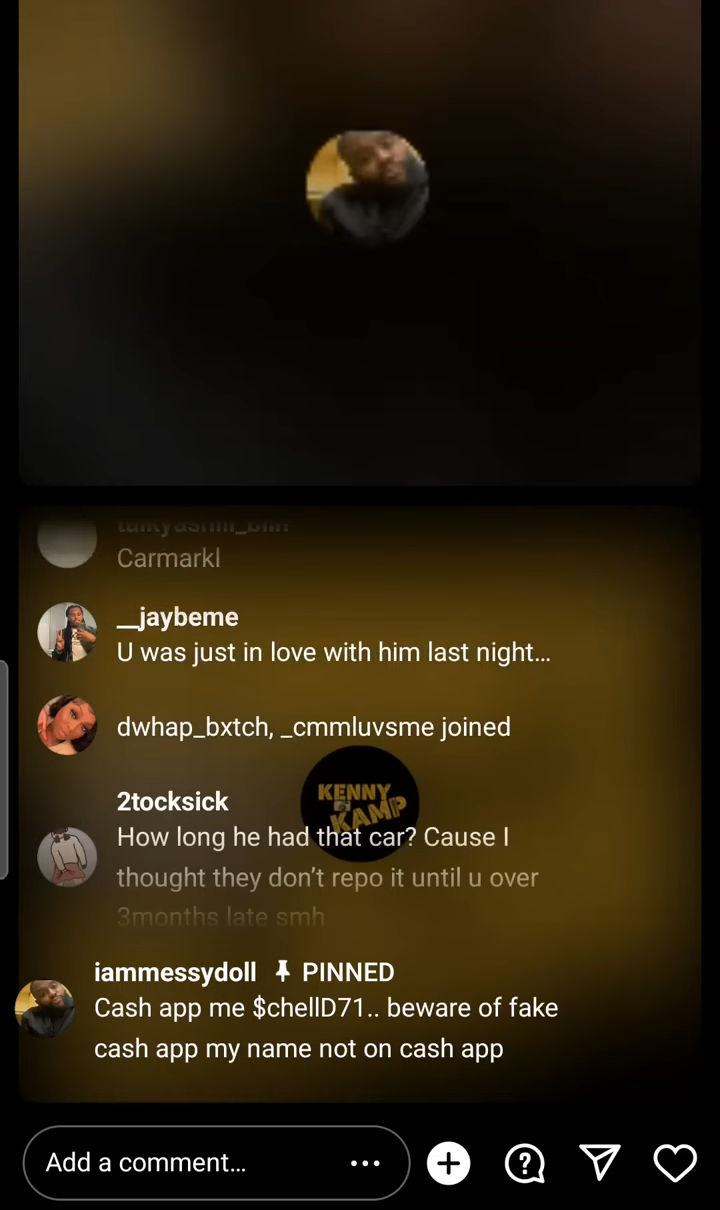 Carmarkl
__jaybeme
U was just in love with him last night...
dwhap_bxtch, _cmmluvsme joined
2tocksick
KENNY
KAMP
How long he had that car? Cause I
thought they don't repo it until u over
3months late smh
iammessydoll PINNED
Cash app me $chellD71.. beware of fake
cash app my name not on cash app
Add a comment...